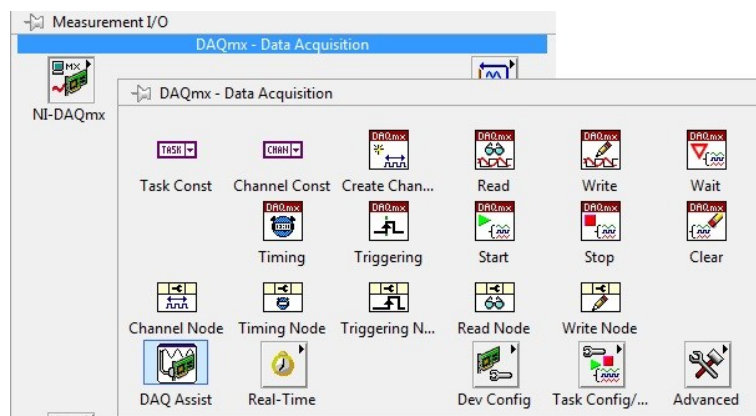 Measurement I/O
DAQmx - Data Acquisition
NI-DAQmx
DAQmx - Data Acquisition
TASK
CHAN
DAQmx
DAQmx
DAQmx
DAQmx
Task Const Channel Const Create Chan... Read Write Wait
DAQmx
DAQmx
DAQmx
DAQmx
DAQmx
Timing Triggering Start Stop Clear
Channel Node Timing Node Triggering N... Read Node Write Node
DAQ Assist Real-Time Dev Config Task Config/... Advanced